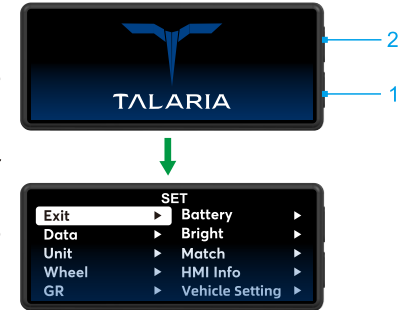 TALARIA
2
1
SET
Exit ▶ Battery ▶
Data ▶ Bright ▶
Unit ▶ Match ▶
Wheel ▶ HMI Info ▶
GR ▶ Vehicle Setting ▶